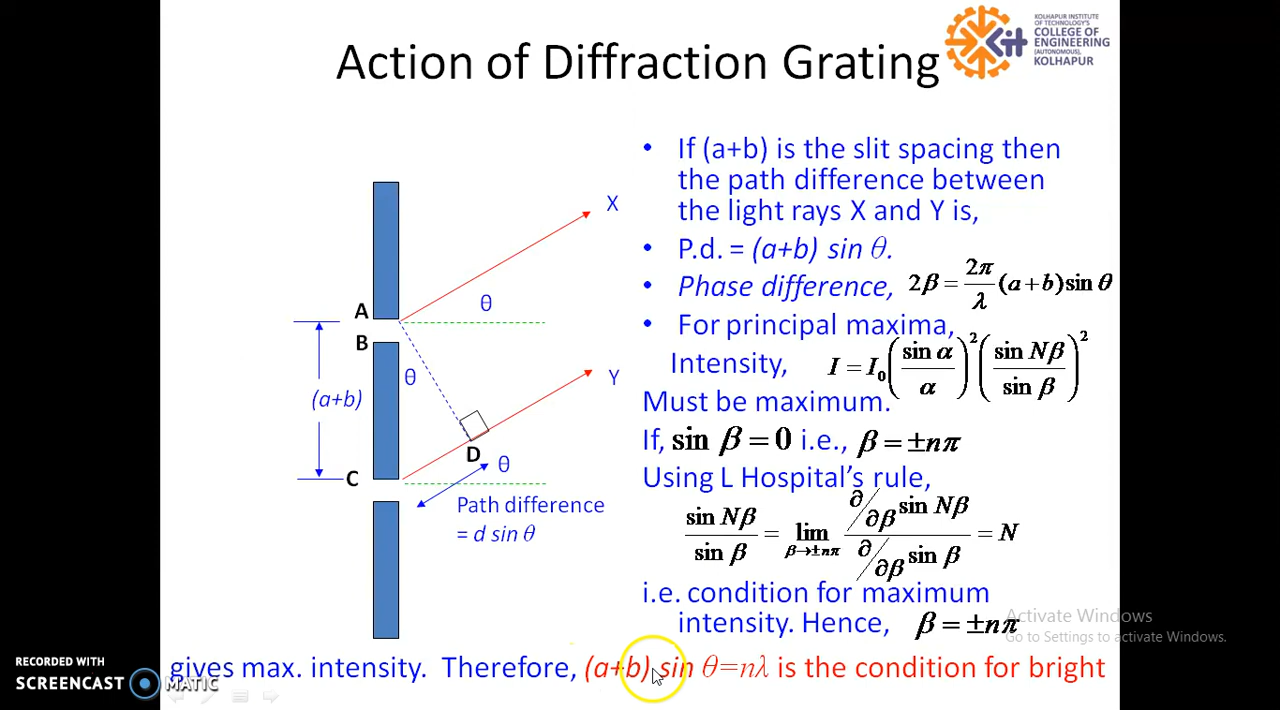 Action of Diffraction Grating
KOLHAPUR INSTITUTE
OF TECHNOLOGY'S
COLLEGE OF
ENGINEERING
(AUTONOMOUS),
KOLHAPUR
Kit
X
θ
A
B
θ
(a+b)
Y
D
θ
C
Path difference
= d sin θ
• If (a+b) is the slit spacing then
the path difference between
the light rays X and Y is,
• P.d. = (a+b) sin θ.
• Phase difference, 2β = 2π/λ (a+b) sin θ
• For principal maxima,
Intensity, I = I₀ (sin α / α)² (sin Nβ / sin β)²
Must be maximum.
If, sin β = 0 i.e., β = ±nπ
Using L Hospital's rule,
sin Nβ / sin β = lim β→±nπ (∂/∂β sin Nβ) / (∂/∂β sin β) = N
i.e. condition for maximum
intensity. Hence, β = ±nπ
gives max. intensity. Therefore, (a+b) sin θ=nλ is the condition for bright
Activate Windows
Go to Settings to activate Windows.
RECORDED WITH
SCREENCAST MATIC